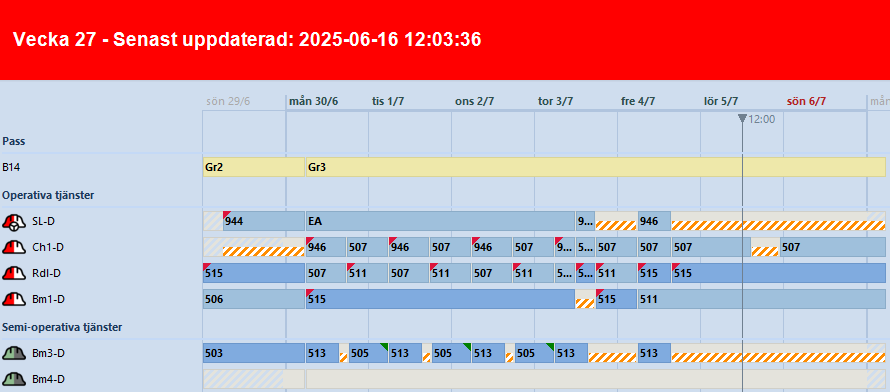 Vecka 27 - Senast uppdaterad: 2025-06-16 12:03:36
sön 29/6 mån 30/6 tis 1/7 ons 2/7 tor 3/7 fre 4/7 lör 5/7 sön 6/7 mån
12:00
Pass
B14 Gr2 Gr3
Operativa tjänster
SL-D 944 EA 9... 946
Ch1-D 946 507 946 507 946 507 9... 5... 507 507 507 507
Rdl-D 515 507 511 507 511 507 511 5... 5... 511 515 515
Bm1-D 506 515 515 511
Semi-operativa tjänster
Bm3-D 503 513 505 513 505 513 505 513 513
Bm4-D